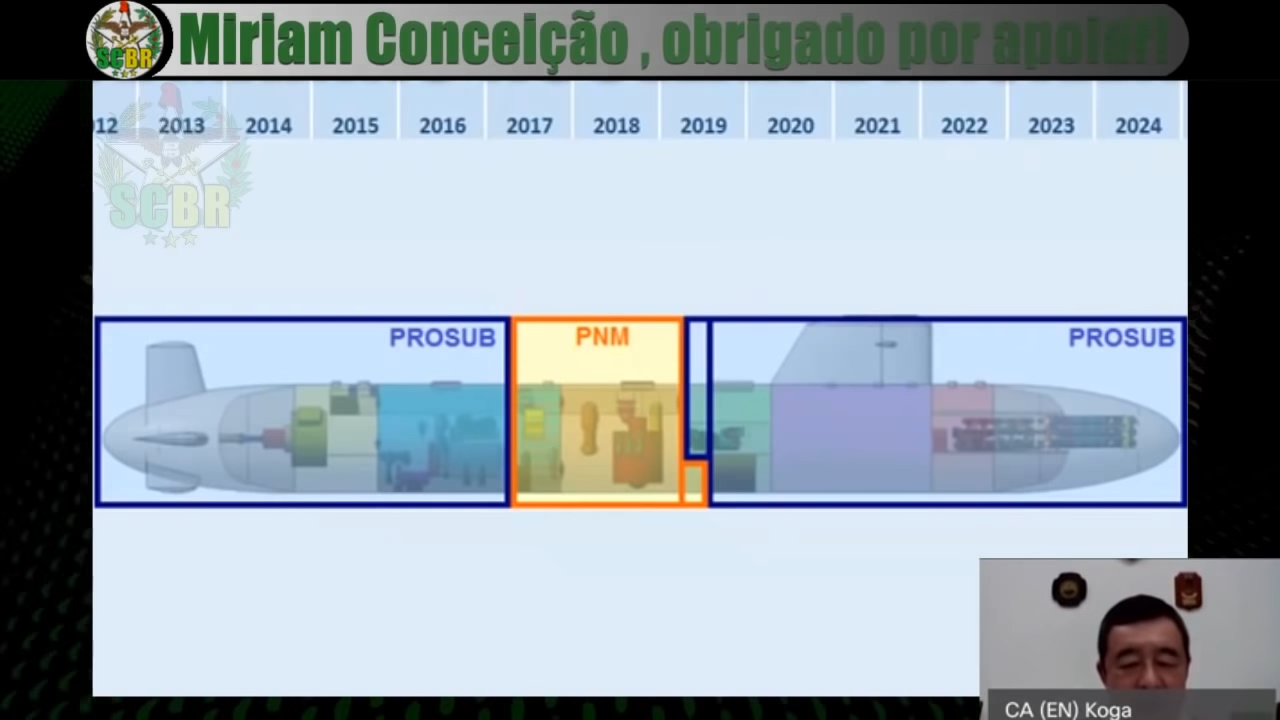 SCBR
Miriam Conceição , obrigado por apoiar!!
12 2013 2014 2015 2016 2017 2018 2019 2020 2021 2022 2023 2024
SCBR
PROSUB PNM PROSUB
CA (EN) Koga